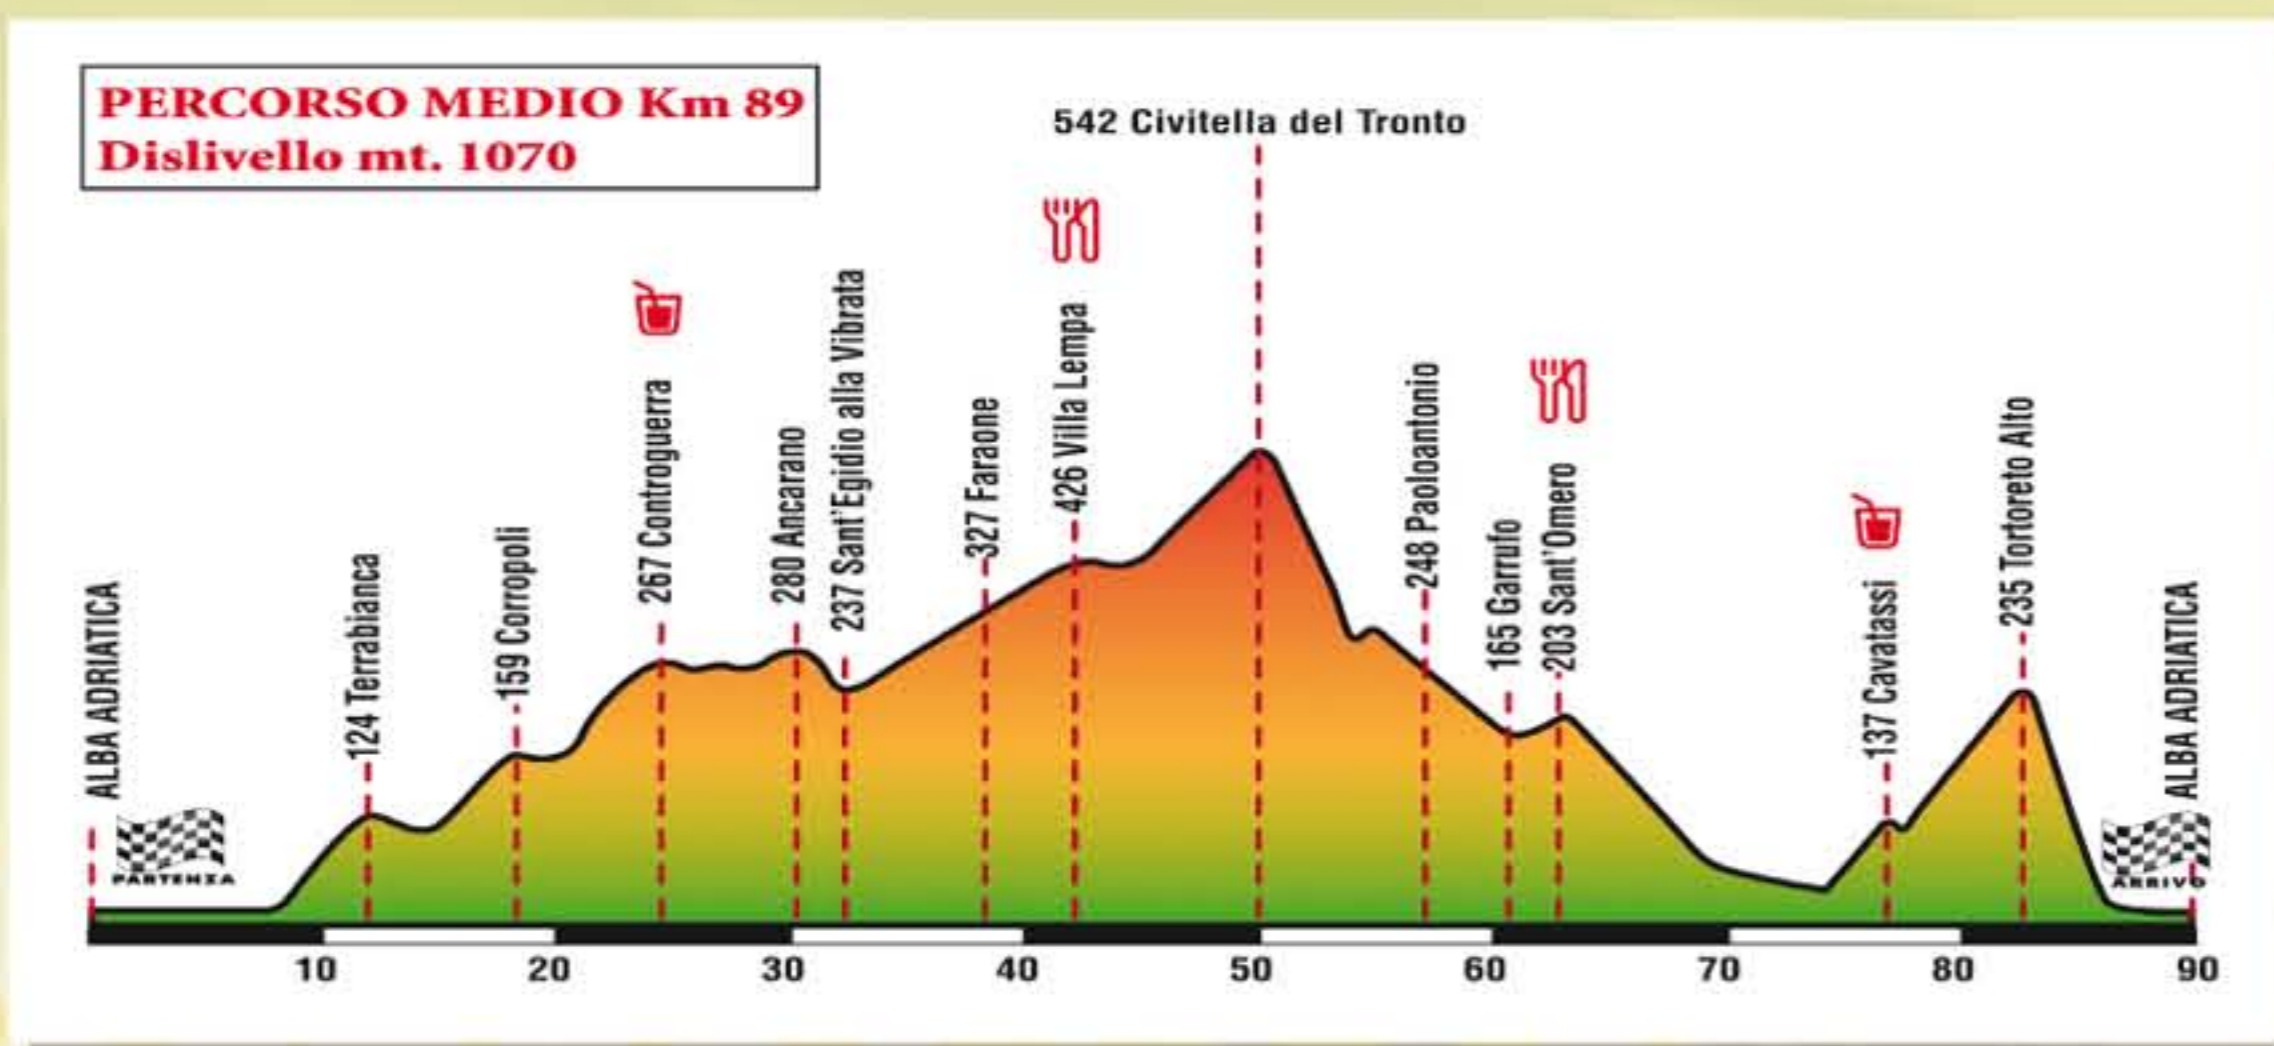 PERCORSO MEDIO Km 89
Dislivello mt. 1070
542 Civitella del Tronto
ALBA ADRIATICA
PARTENZA
124 Terrabianca
159 Corropoli
267 Controguerra
280 Ancarano
237 Sant'Egidio alla Vibrata
327 Faraone
426 Villa Lempa
248 Paoloantonio
165 Garrufo
203 Sant'Omero
137 Cavatassi
235 Tortoreto Alto
ALBA ADRIATICA
ARRIVO
10 20 30 40 50 60 70 80 90